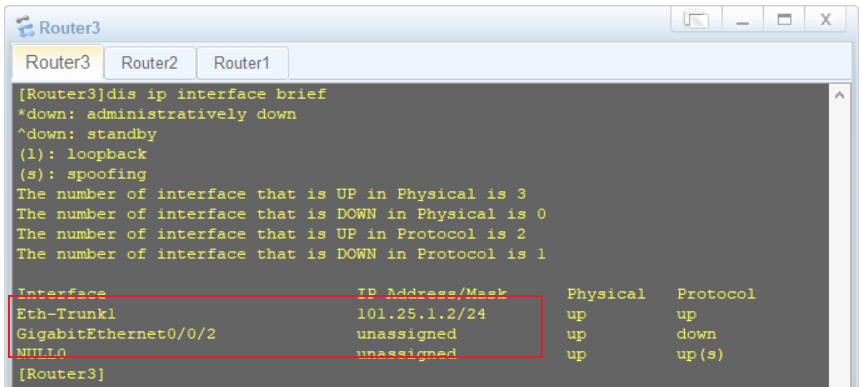 Router3
X
Router3 Router2 Router1
[Router3]dis ip interface brief
*down: administratively down
^down: standby
(l): loopback
(s): spoofing
The number of interface that is UP in Physical is 3
The number of interface that is DOWN in Physical is 0
The number of interface that is UP in Protocol is 2
The number of interface that is DOWN in Protocol is 1
Interface IP Address/Mask Physical Protocol
Eth-Trunk1 101.25.1.2/24 up up
GigabitEthernet0/0/2 unassigned up down
NULL0 unassigned up up(s)
[Router3]